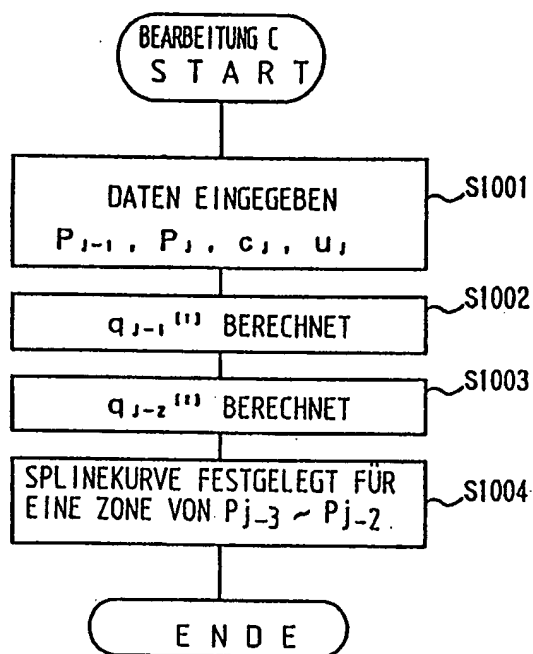 BEARBEITUNG C
START
DATEN EINGEGEBEN
Pj-1, Pj, cj, uj
S1001
qj-1[1] BERECHNET
S1002
qj-2[2] BERECHNET
S1003
SPLINEKURVE FESTGELEGT FÜR
EINE ZONE VON Pj-3 ~ Pj-2.
S1004
ENDE